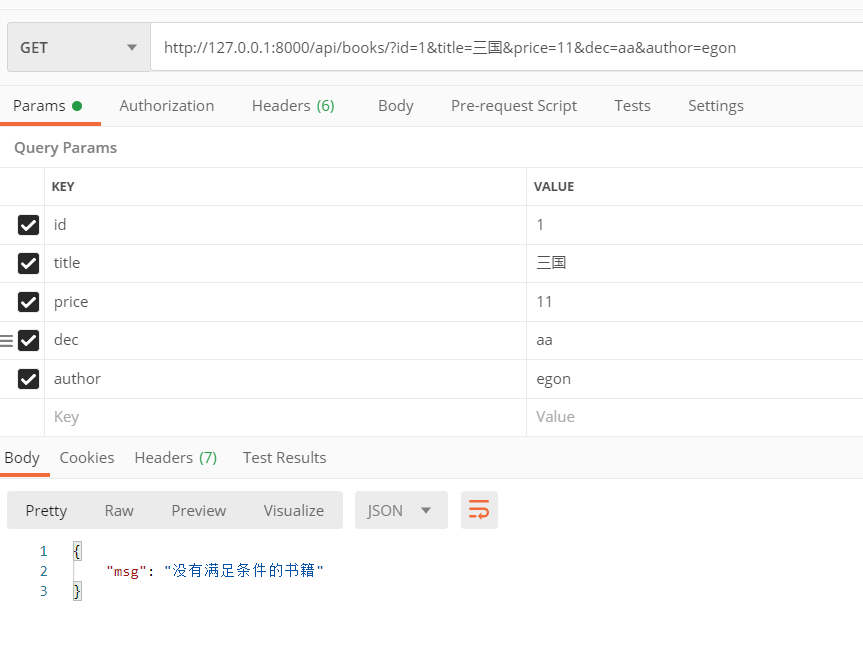 GET http://127.0.0.1:8000/api/books/?id=1&title=三国&price=11&dec=aa&author=egon
Params Authorization Headers (6) Body Pre-request Script Tests Settings
Query Params
KEY VALUE
id 1
title 三国
price 11
dec aa
author egon
Key Value
Body Cookies Headers (7) Test Results
Pretty Raw Preview Visualize JSON
1 {
2 "msg": "没有满足条件的书籍"
3 }